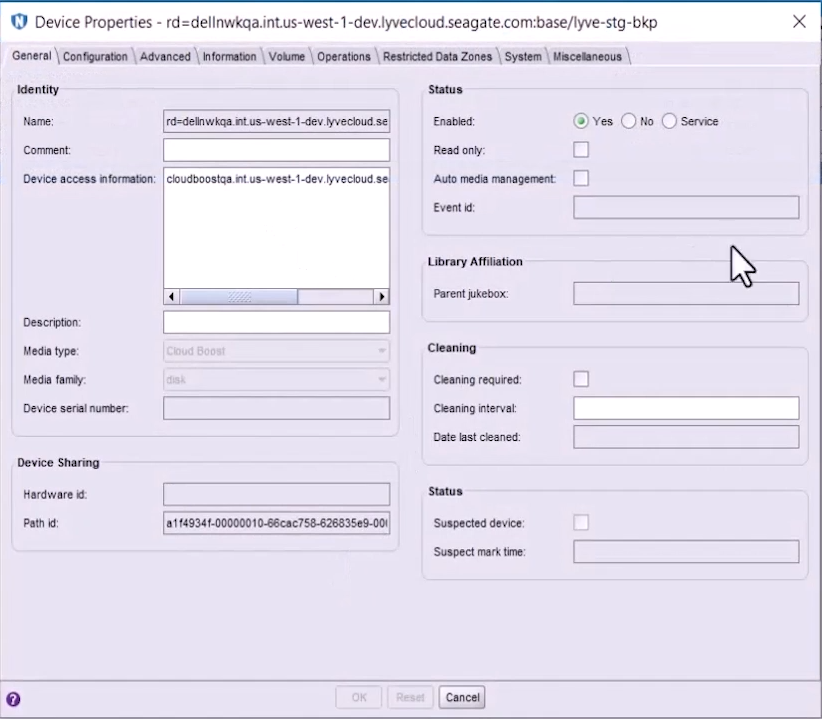 Device Properties - rd=dellnwkqa.int.us-west-1-dev.lyvecloud.seagate.com:base/lyve-stg-bkp
General Configuration Advanced Information Volume Operations Restricted Data Zones System Miscellaneous
Identity
Name: rd=dellnwkqa.int.us-west-1-dev.lyvecloud.se
Comment:
Device access information: cloudboostqa.int.us-west-1-dev.lyvecloud.se
Description:
Media type: Cloud Boost
Media family: disk
Device serial number:
Device Sharing
Hardware id:
Path id: a1f4934f-00000010-66cac758-626835e9-00
Status
Enabled: Yes No Service
Read only:
Auto media management:
Event id:
Library Affiliation
Parent jukebox:
Cleaning
Cleaning required:
Cleaning interval:
Date last cleaned:
Status
Suspected device:
Suspect mark time:
? OK Reset Cancel